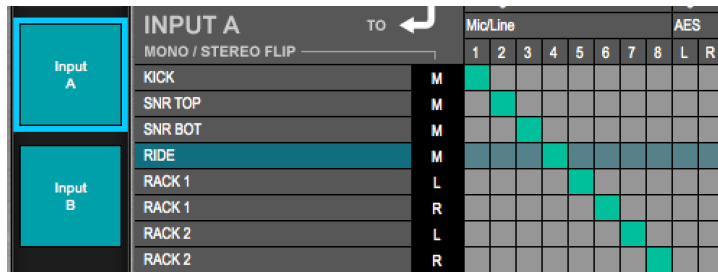 Input
A
Input
B
INPUT A TO
MONO / STEREO FLIP
Mic/Line AES
1 2 3 4 5 6 7 8 L R
KICK M
SNR TOP M
SNR BOT M
RIDE M
RACK 1 L
RACK 1 R
RACK 2 L
RACK 2 R